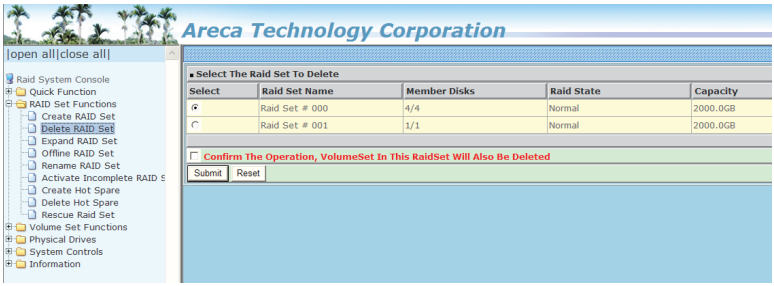 Areca Technology Corporation
|open all|close all|
Raid System Console
Quick Function
RAID Set Functions
Create RAID Set
Delete RAID Set
Expand RAID Set
Offline RAID Set
Rename RAID Set
Activate Incomplete RAID S
Create Hot Spare
Delete Hot Spare
Rescue Raid Set
Volume Set Functions
Physical Drives
System Controls
Information
Select The Raid Set To Delete
Select Raid Set Name Member Disks Raid State Capacity
Raid Set # 000 4/4 Normal 2000.0GB
Raid Set # 001 1/1 Normal 2000.0GB
Confirm The Operation, VolumeSet In This RaidSet Will Also Be Deleted
Submit Reset